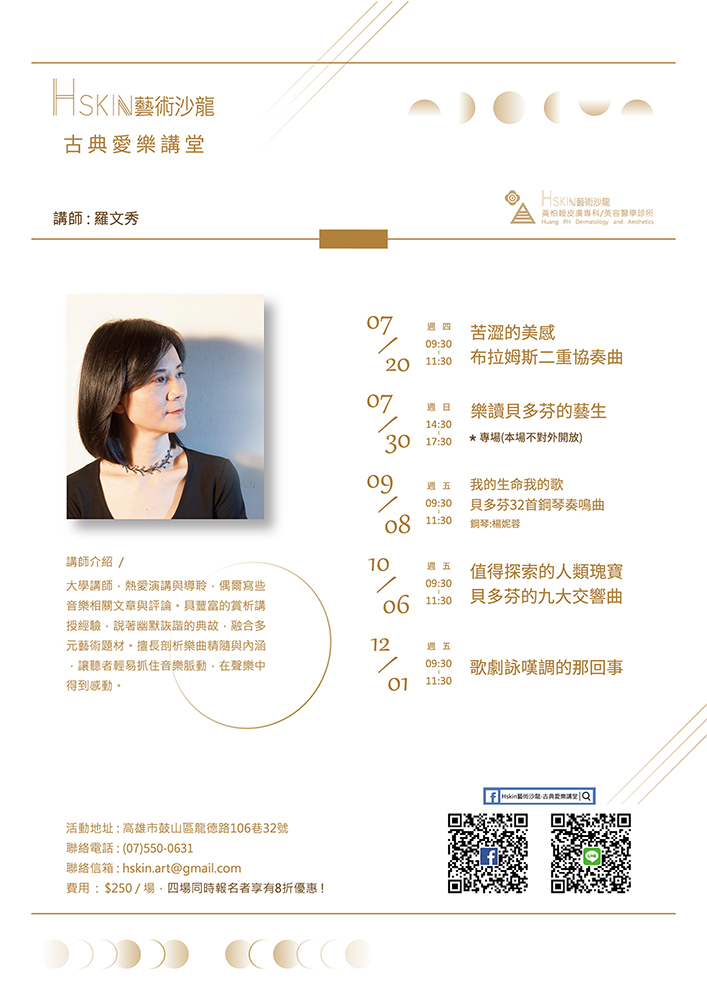 HSKIN藝術沙龍
古典愛樂講堂
講師 : 羅文秀
HSKIN藝術沙龍
黃柏翰皮膚專科/美容醫學診所
Huang PH Dermatology and Aesthetics
07/20
週四
09:30
11:30
苦澀的美感
布拉姆斯二重協奏曲
07/30
週日
14:30
17:30
樂讀貝多芬的藝生
* 專場(本場不對外開放)
09/08
週五
09:30
11:30
我的生命我的歌
貝多芬32首鋼琴奏鳴曲
鋼琴:楊妮蓉
10/06
週五
09:30
11:30
值得探索的人類瑰寶
貝多芬的九大交響曲
12/01
週五
09:30
11:30
歌劇詠嘆調的那回事
講師介紹 /
大學講師，熱愛演講與導聆，偶爾寫些
音樂相關文章與評論。具豐富的賞析講
授經驗，說著幽默詼諧的典故，融合多
元藝術題材。擅長剖析樂曲精隨與內涵
，讓聽者輕易抓住音樂脈動，在聲樂中
得到感動。
Hskin藝術沙龍-古典愛樂講堂
活動地址 : 高雄市鼓山區龍德路106巷32號
聯絡電話 : (07)550-0631
聯絡信箱 : hskin.art@gmail.com
費用 : $250 / 場，四場同時報名者享有8折優惠 !
LINE